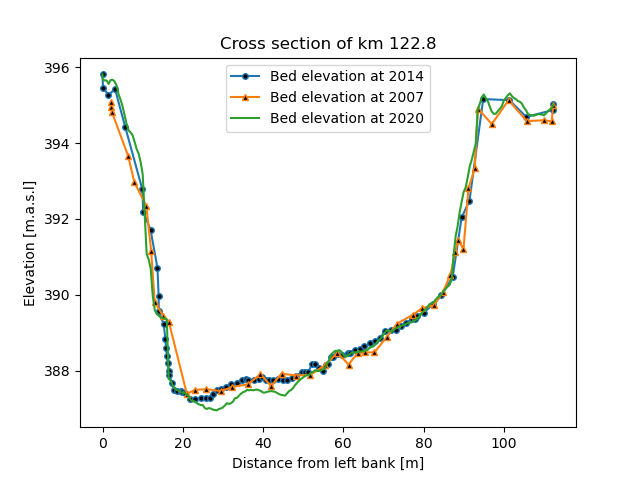 Cross section of km 122.8
Bed elevation at 2014
Bed elevation at 2007
Bed elevation at 2020
Elevation [m.a.s.l]
396
394
392
390
388
0 20 40 60 80 100
Distance from left bank [m]